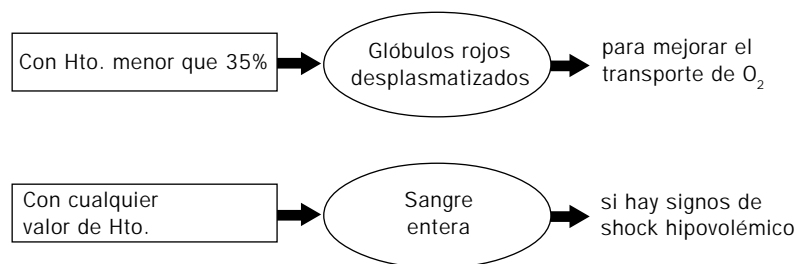 Con Hto. menor que 35%
Glóbulos rojos
desplasmatizados
para mejorar el
transporte de O₂
Con cualquier
valor de Hto.
Sangre
entera
si hay signos de
shock hipovolémico